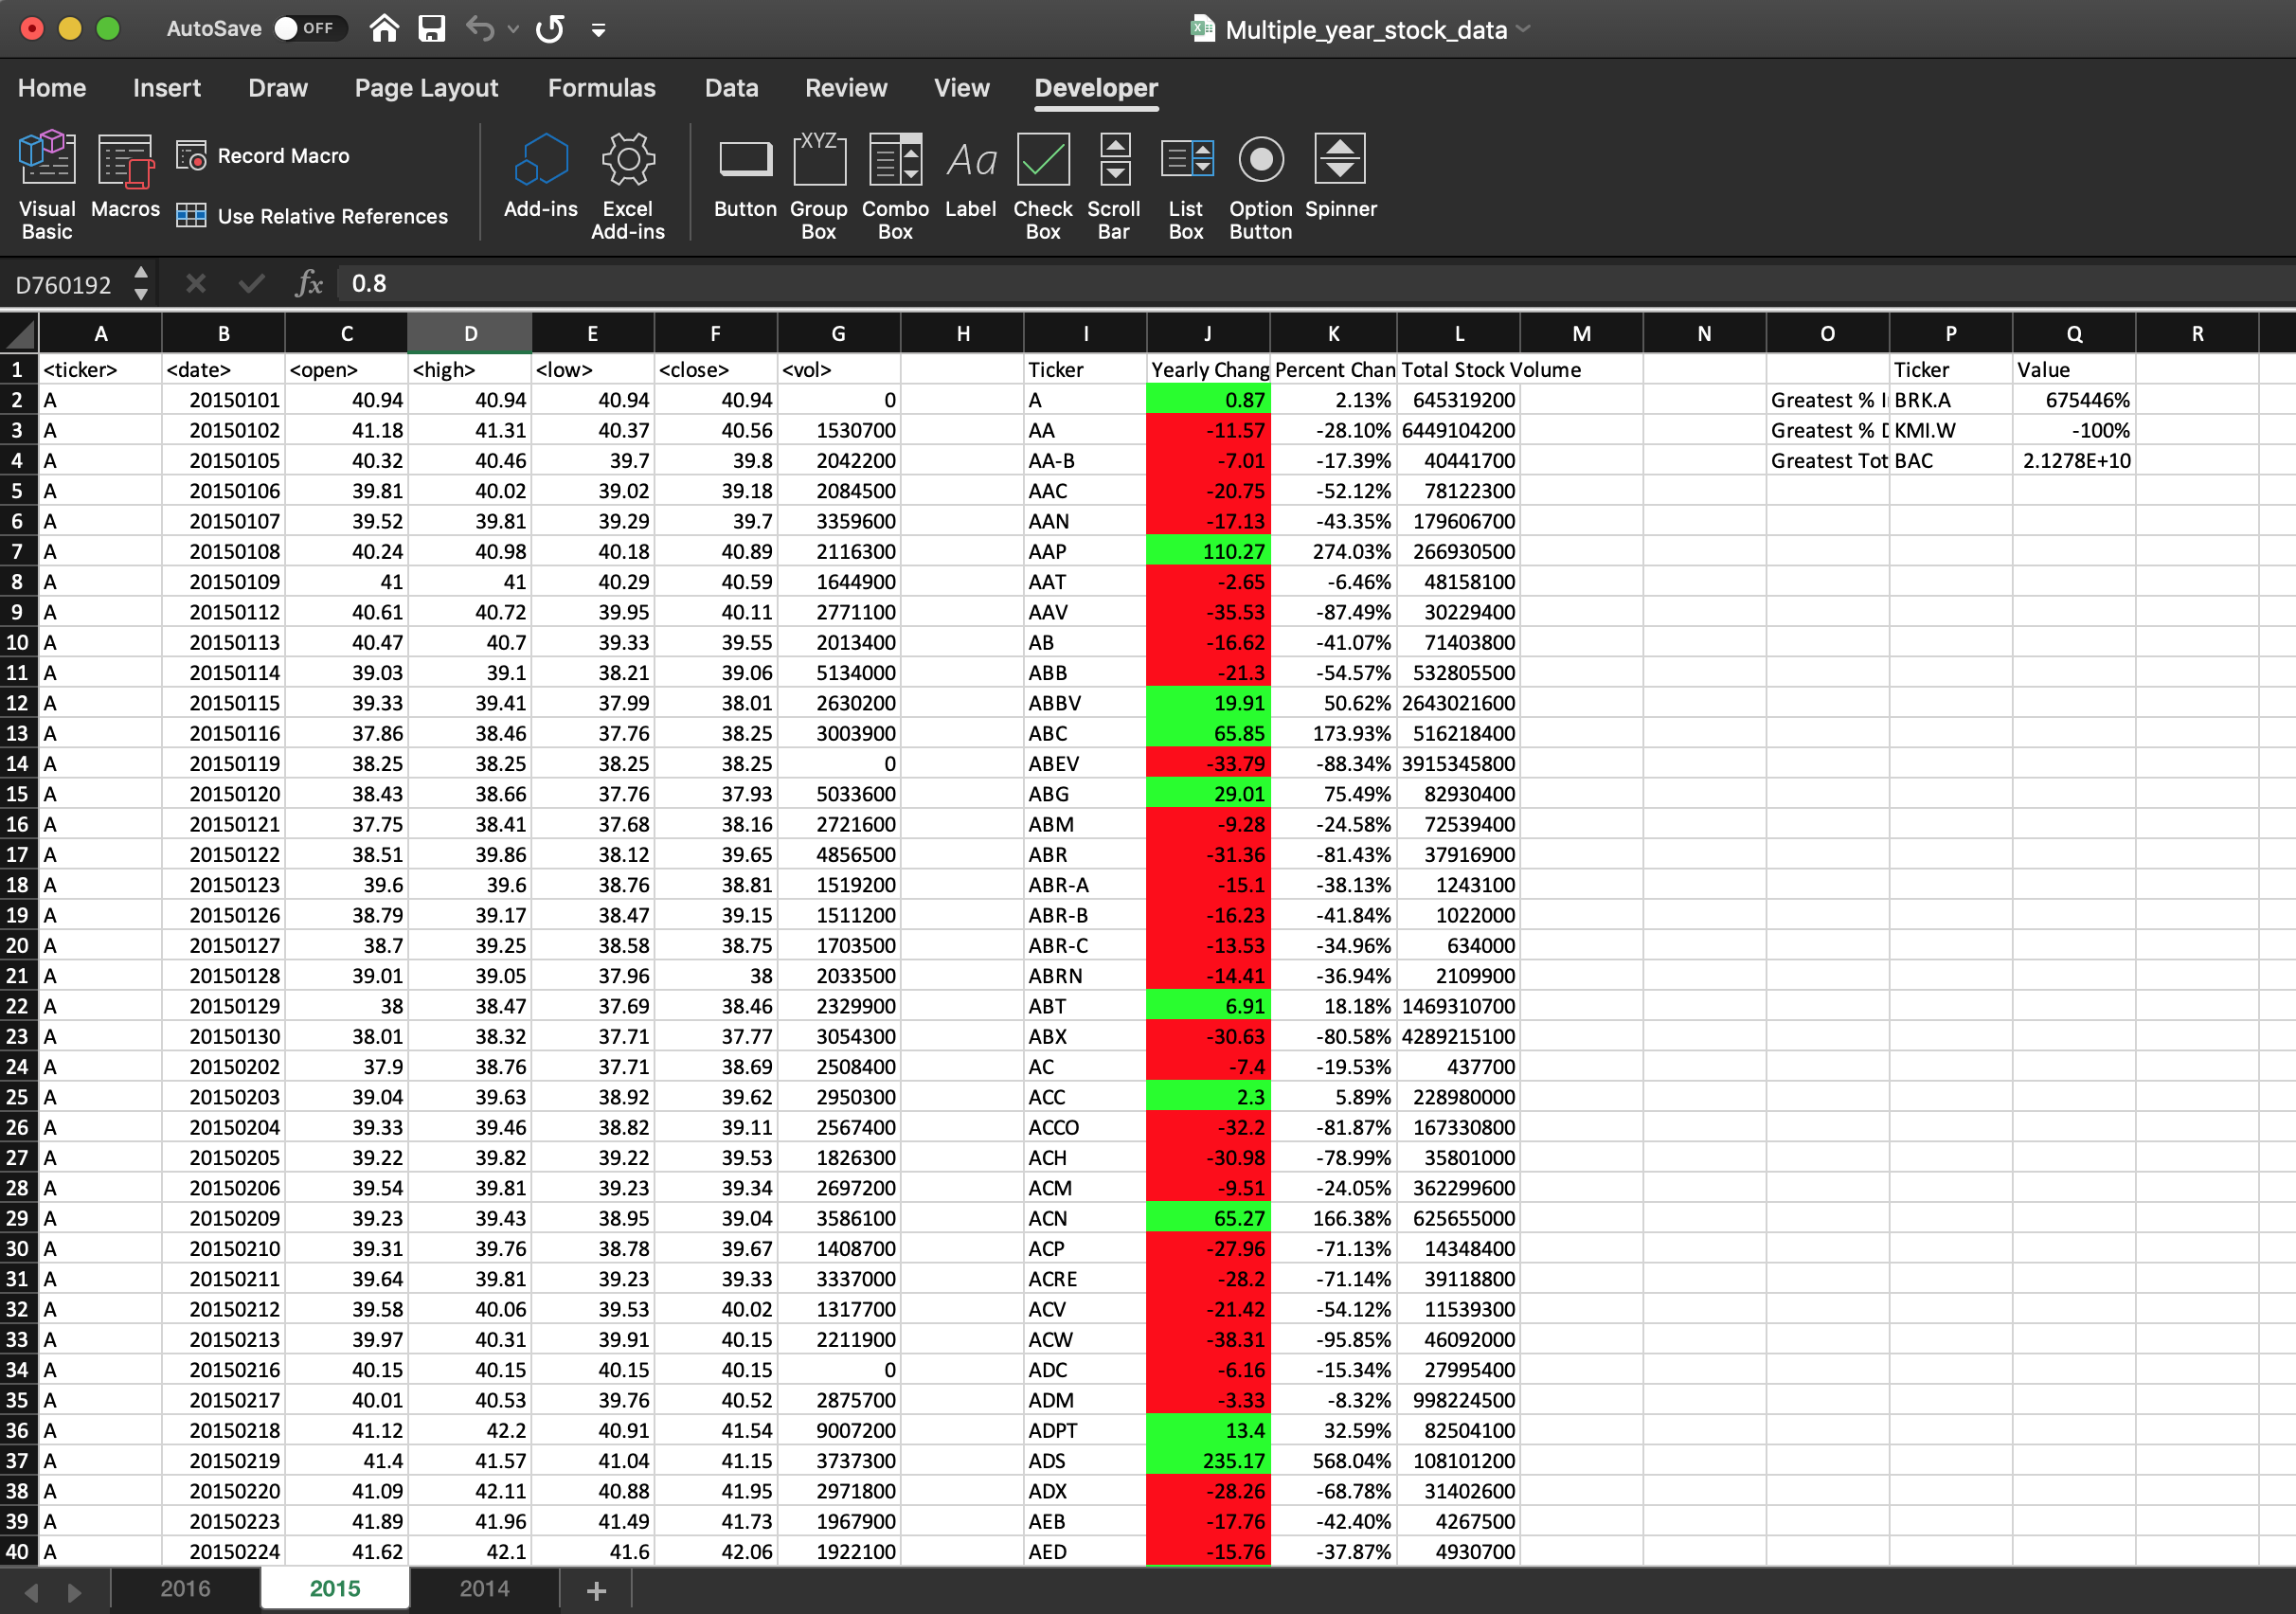 AutoSave OFF Multiple_year_stock_data
Home Insert Draw Page Layout Formulas Data Review View Developer
Visual Basic Macros Record Macro Use Relative References Add-ins Excel Add-ins Button Group Box Combo Box Label Check Box Scroll Bar List Box Option Button Spinner
XYZ Aa
D760192 fx 0.8
A B C D E F G H I J K L M N O P Q R
1 <ticker> <date> <open> <high> <low> <close> <vol> Ticker Yearly Chang Percent Chan Total Stock Volume Ticker Value
2 A 20150101 40.94 40.94 40.94 40.94 0 A 0.87 2.13% 645319200 Greatest % I BRK.A 675446%
3 A 20150102 41.18 41.31 40.37 40.56 1530700 AA -11.57 -28.10% 6449104200 Greatest % D KMI.W -100%
4 A 20150105 40.32 40.46 39.7 39.8 2042200 AA-B -7.01 -17.39% 40441700 Greatest Tot BAC 2.1278E+10
5 A 20150106 39.81 40.02 39.02 39.18 2084500 AAC -20.75 -52.12% 78122300
6 A 20150107 39.52 39.81 39.29 39.7 3359600 AAN -17.13 -43.35% 179606700
7 A 20150108 40.24 40.98 40.18 40.89 2116300 AAP 110.27 274.03% 266930500
8 A 20150109 41 41 40.29 40.59 1644900 AAT -2.65 -6.46% 48158100
9 A 20150112 40.61 40.72 39.95 40.11 2771100 AAV -35.53 -87.49% 30229400
10 A 20150113 40.47 40.7 39.33 39.55 2013400 AB -16.62 -41.07% 71403800
11 A 20150114 39.03 39.1 38.21 39.06 5134000 ABB -21.3 -54.57% 532805500
12 A 20150115 39.33 39.41 37.99 38.01 2630200 ABBV 19.91 50.62% 2643021600
13 A 20150116 37.86 38.46 37.76 38.25 3003900 ABC 65.85 173.93% 516218400
14 A 20150119 38.25 38.25 38.25 38.25 0 ABEV -33.79 -88.34% 3915345800
15 A 20150120 38.43 38.66 37.76 37.93 5033600 ABG 29.01 75.49% 82930400
16 A 20150121 37.75 38.41 37.68 38.16 2721600 ABM -9.28 -24.58% 72539400
17 A 20150122 38.51 39.86 38.12 39.65 4856500 ABR -31.36 -81.43% 37916900
18 A 20150123 39.6 39.6 38.76 38.81 1519200 ABR-A -15.1 -38.13% 1243100
19 A 20150126 38.79 39.17 38.47 39.15 1511200 ABR-B -16.23 -41.84% 1022000
20 A 20150127 38.7 39.25 38.58 38.75 1703500 ABR-C -13.53 -34.96% 634000
21 A 20150128 39.01 39.05 37.96 38 2033500 ABRN -14.41 -36.94% 2109900
22 A 20150129 38 38.47 37.69 38.46 2329900 ABT 6.91 18.18% 1469310700
23 A 20150130 38.01 38.32 37.71 37.77 3054300 ABX -30.63 -80.58% 4289215100
24 A 20150202 37.9 38.76 37.71 38.69 2508400 AC -7.4 -19.53% 437700
25 A 20150203 39.04 39.63 38.92 39.62 2950300 ACC 2.3 5.89% 228980000
26 A 20150204 39.33 39.46 38.82 39.11 2567400 ACCO -32.2 -81.87% 167330800
27 A 20150205 39.22 39.82 39.22 39.53 1826300 ACH -30.98 -78.99% 35801000
28 A 20150206 39.54 39.81 39.23 39.34 2697200 ACM -9.51 -24.05% 362299600
29 A 20150209 39.23 39.43 38.95 39.04 3586100 ACN 65.27 166.38% 625655000
30 A 20150210 39.31 39.76 38.78 39.67 1408700 ACP -27.96 -71.13% 14348400
31 A 20150211 39.64 39.81 39.23 39.33 3337000 ACRE -28.2 -71.14% 39118800
32 A 20150212 39.58 40.06 39.53 40.02 1317700 ACV -21.42 -54.12% 11539300
33 A 20150213 39.97 40.31 39.91 40.15 2211900 ACW -38.31 -95.85% 46092000
34 A 20150216 40.15 40.15 40.15 40.15 0 ADC -6.16 -15.34% 27995400
35 A 20150217 40.01 40.53 39.76 40.52 2875700 ADM -3.33 -8.32% 998224500
36 A 20150218 41.12 42.2 40.91 41.54 9007200 ADPT 13.4 32.59% 82504100
37 A 20150219 41.4 41.57 41.04 41.15 3737300 ADS 235.17 568.04% 108101200
38 A 20150220 41.09 42.11 40.88 41.95 2971800 ADX -28.26 -68.78% 31402600
39 A 20150223 41.89 41.96 41.49 41.73 1967900 AEB -17.76 -42.40% 4267500
40 A 20150224 41.62 42.1 41.6 42.06 1922100 AED -15.76 -37.87% 4930700
2016 2015 2014 +